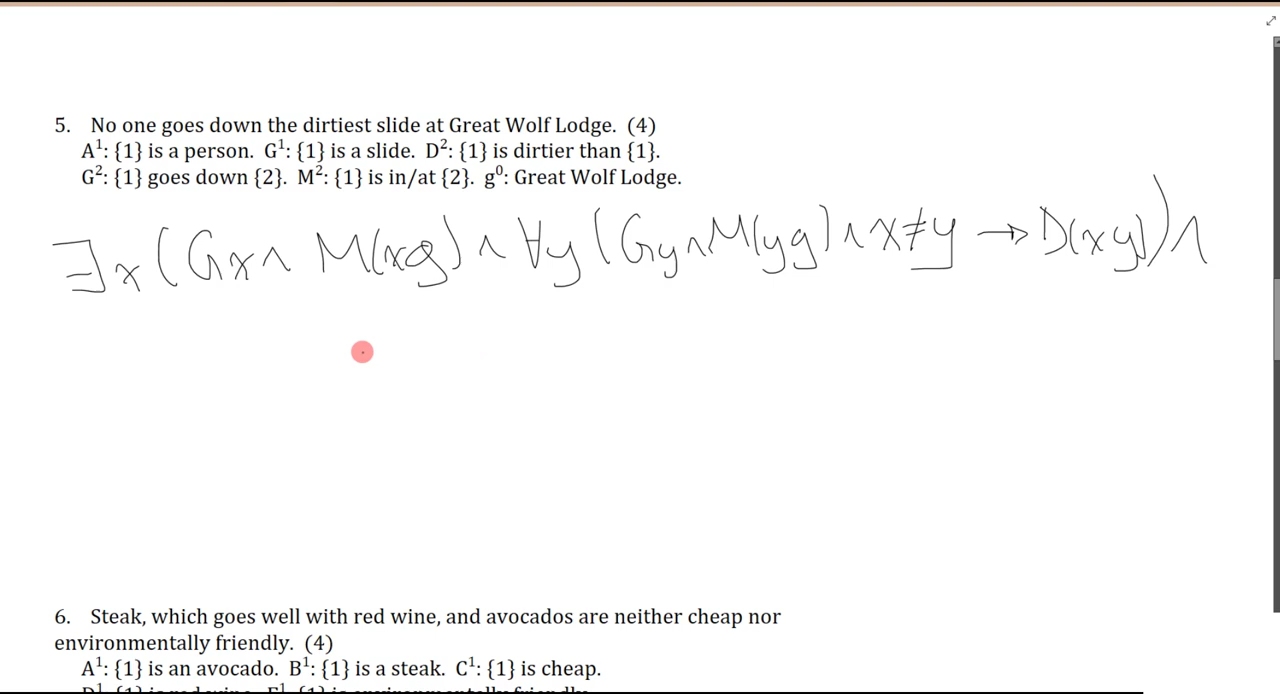 5. No one goes down the dirtiest slide at Great Wolf Lodge. (4)
A¹: {1} is a person. G¹: {1} is a slide. D²: {1} is dirtier than {1}.
G²: {1} goes down {2}. M²: {1} is in/at {2}. g⁰: Great Wolf Lodge.
∃x(Gx∧ M(xg) ∧ ∀y(Gy∧M(yg) ∧ x≠y → D(xy))∧
6. Steak, which goes well with red wine, and avocados are neither cheap nor
environmentally friendly. (4)
A¹: {1} is an avocado. B¹: {1} is a steak. C¹: {1} is cheap.